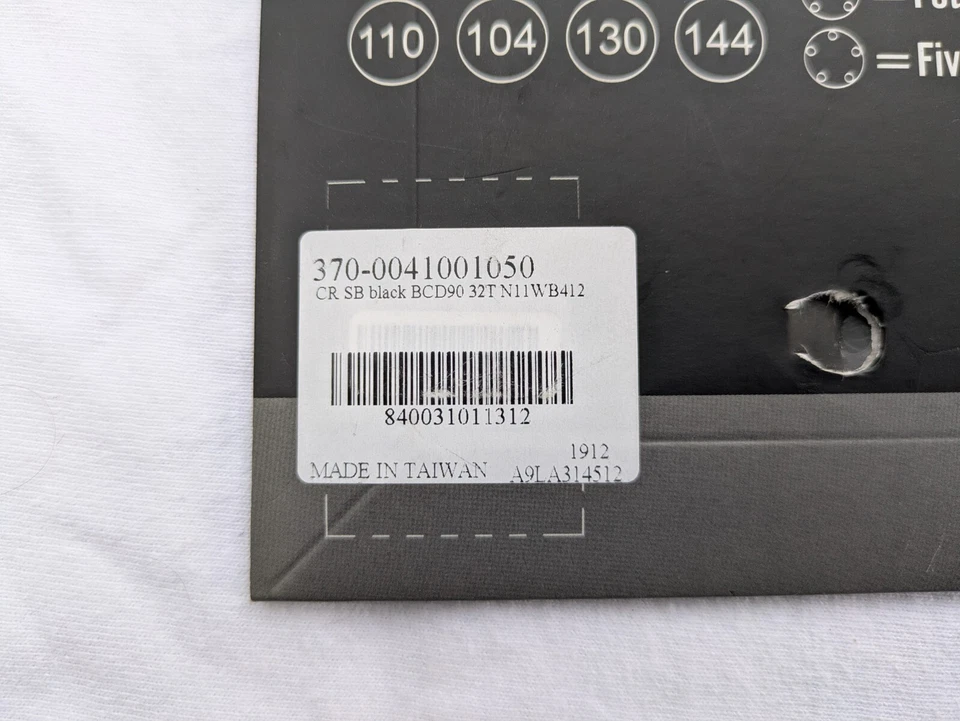 110 104 130 144
= Fiv
370-0041001050
CR SB black BCD90 32T N11WB412
840031011312
1912
MADE IN TAIWAN A9LA314512